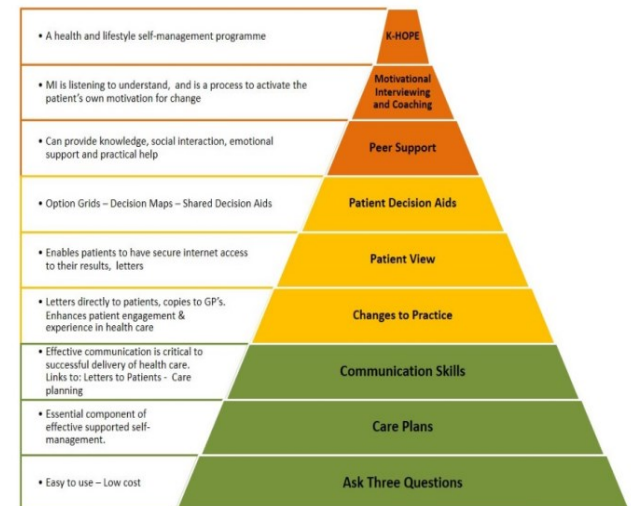 • A health and lifestyle self-management programme
K-HOPE
• MI is listening to understand, and is a process to activate the
patient's own motivation for change
Motivational
Interviewing
and Coaching
• Can provide knowledge, social interaction, emotional
support and practical help
Peer Support
• Option Grids – Decision Maps – Shared Decision Aids
Patient Decision Aids
• Enables patients to have secure internet access
to their results, letters
Patient View
• Letters directly to patients, copies to GP's.
Enhances patient engagement &
experience in health care
Changes to Practice
• Effective communication is critical to
successful delivery of health care.
Links to: Letters to Patients - Care
planning
Communication Skills
• Essential component of
effective supported self-
management.
Care Plans
• Easy to use – Low cost
Ask Three Questions